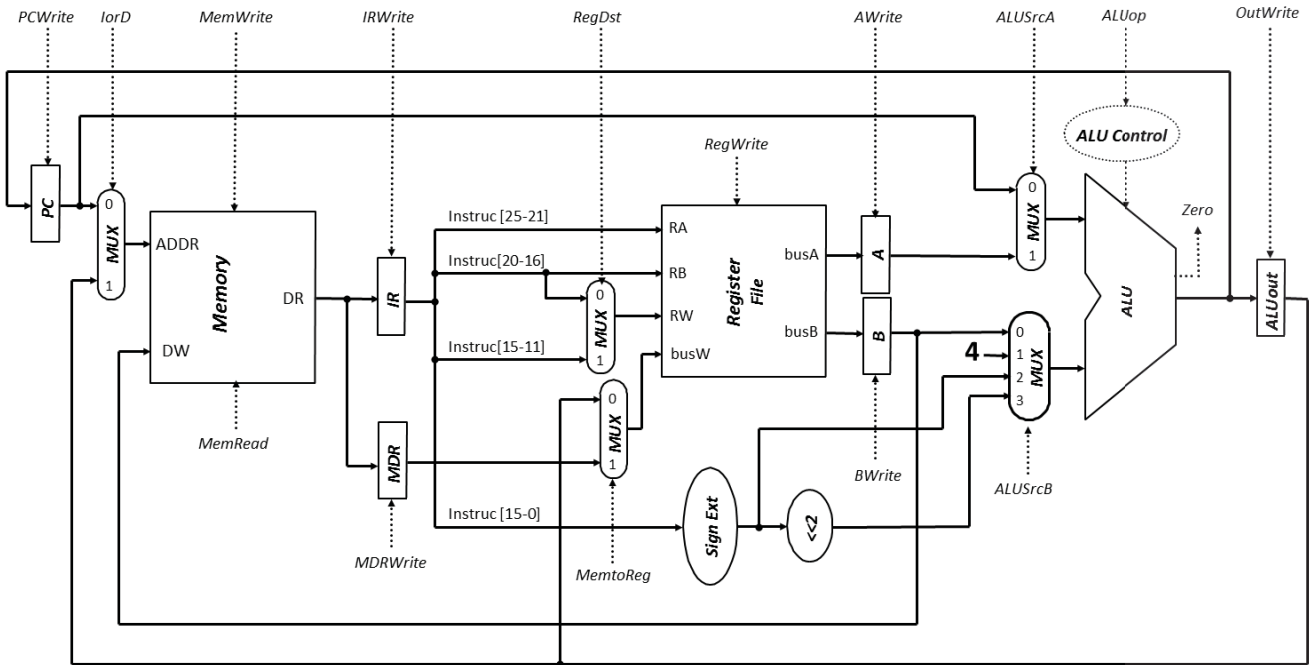 PCWrite
IorD
MemWrite
IRWrite
RegDst
AWrite
ALUSrcA
ALUop
OutWrite
ALU Control
RegWrite
PC
0
MUX
1
ADDR
Memory
DR
DW
MemRead
IR
MDR
MDRWrite
Instruc [25-21]
Instruc[20-16]
Instruc[15-11]
Instruc [15-0]
0
MUX
1
0
MUX
1
MemtoReg
RA
RB
RW
busW
Register
File
busA
busB
A
B
BWrite
Sign Ext
<<2
0
MUX
1
4
0
1
2
3
MUX
ALUSrcB
ALU
Zero
ALUout